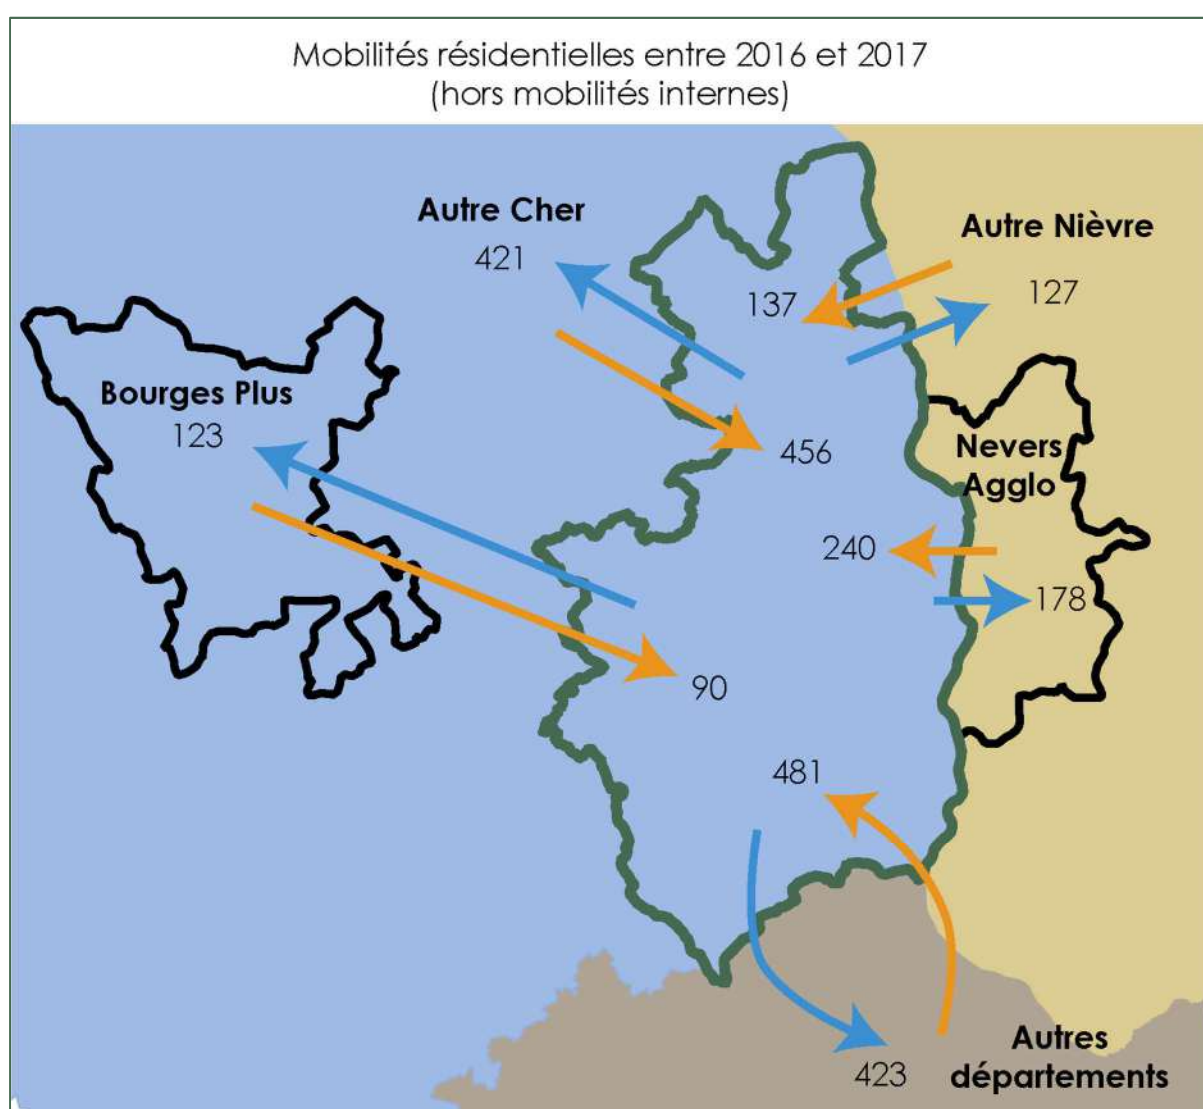 Mobilités résidentielles entre 2016 et 2017
(hors mobilités internes)
Autre Cher
421
Autre Nièvre
127
137
Bourges Plus
123
456
Nevers
Agglo
240
178
90
481
423
Autres
départements